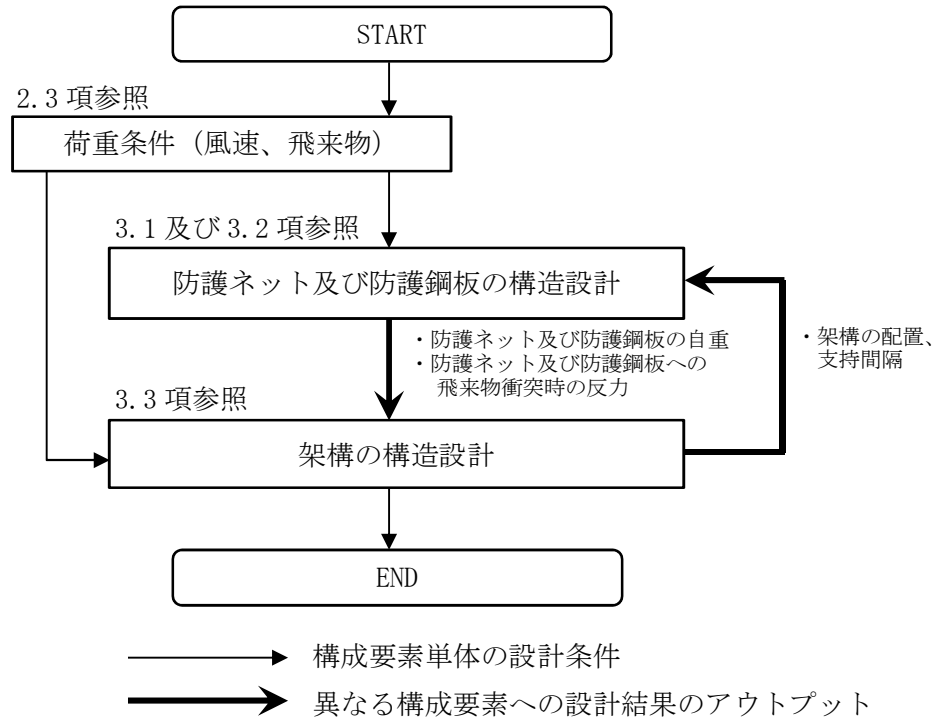 START
2.3 項参照
荷重条件（風速、飛来物）
3.1 及び 3.2 項参照
防護ネット及び防護鋼板の構造設計
・防護ネット及び防護鋼板の自重
・防護ネット及び防護鋼板への
飛来物衝突時の反力
・架構の配置、
支持間隔
3.3 項参照
架構の構造設計
END
構成要素単体の設計条件
異なる構成要素への設計結果のアウトプット